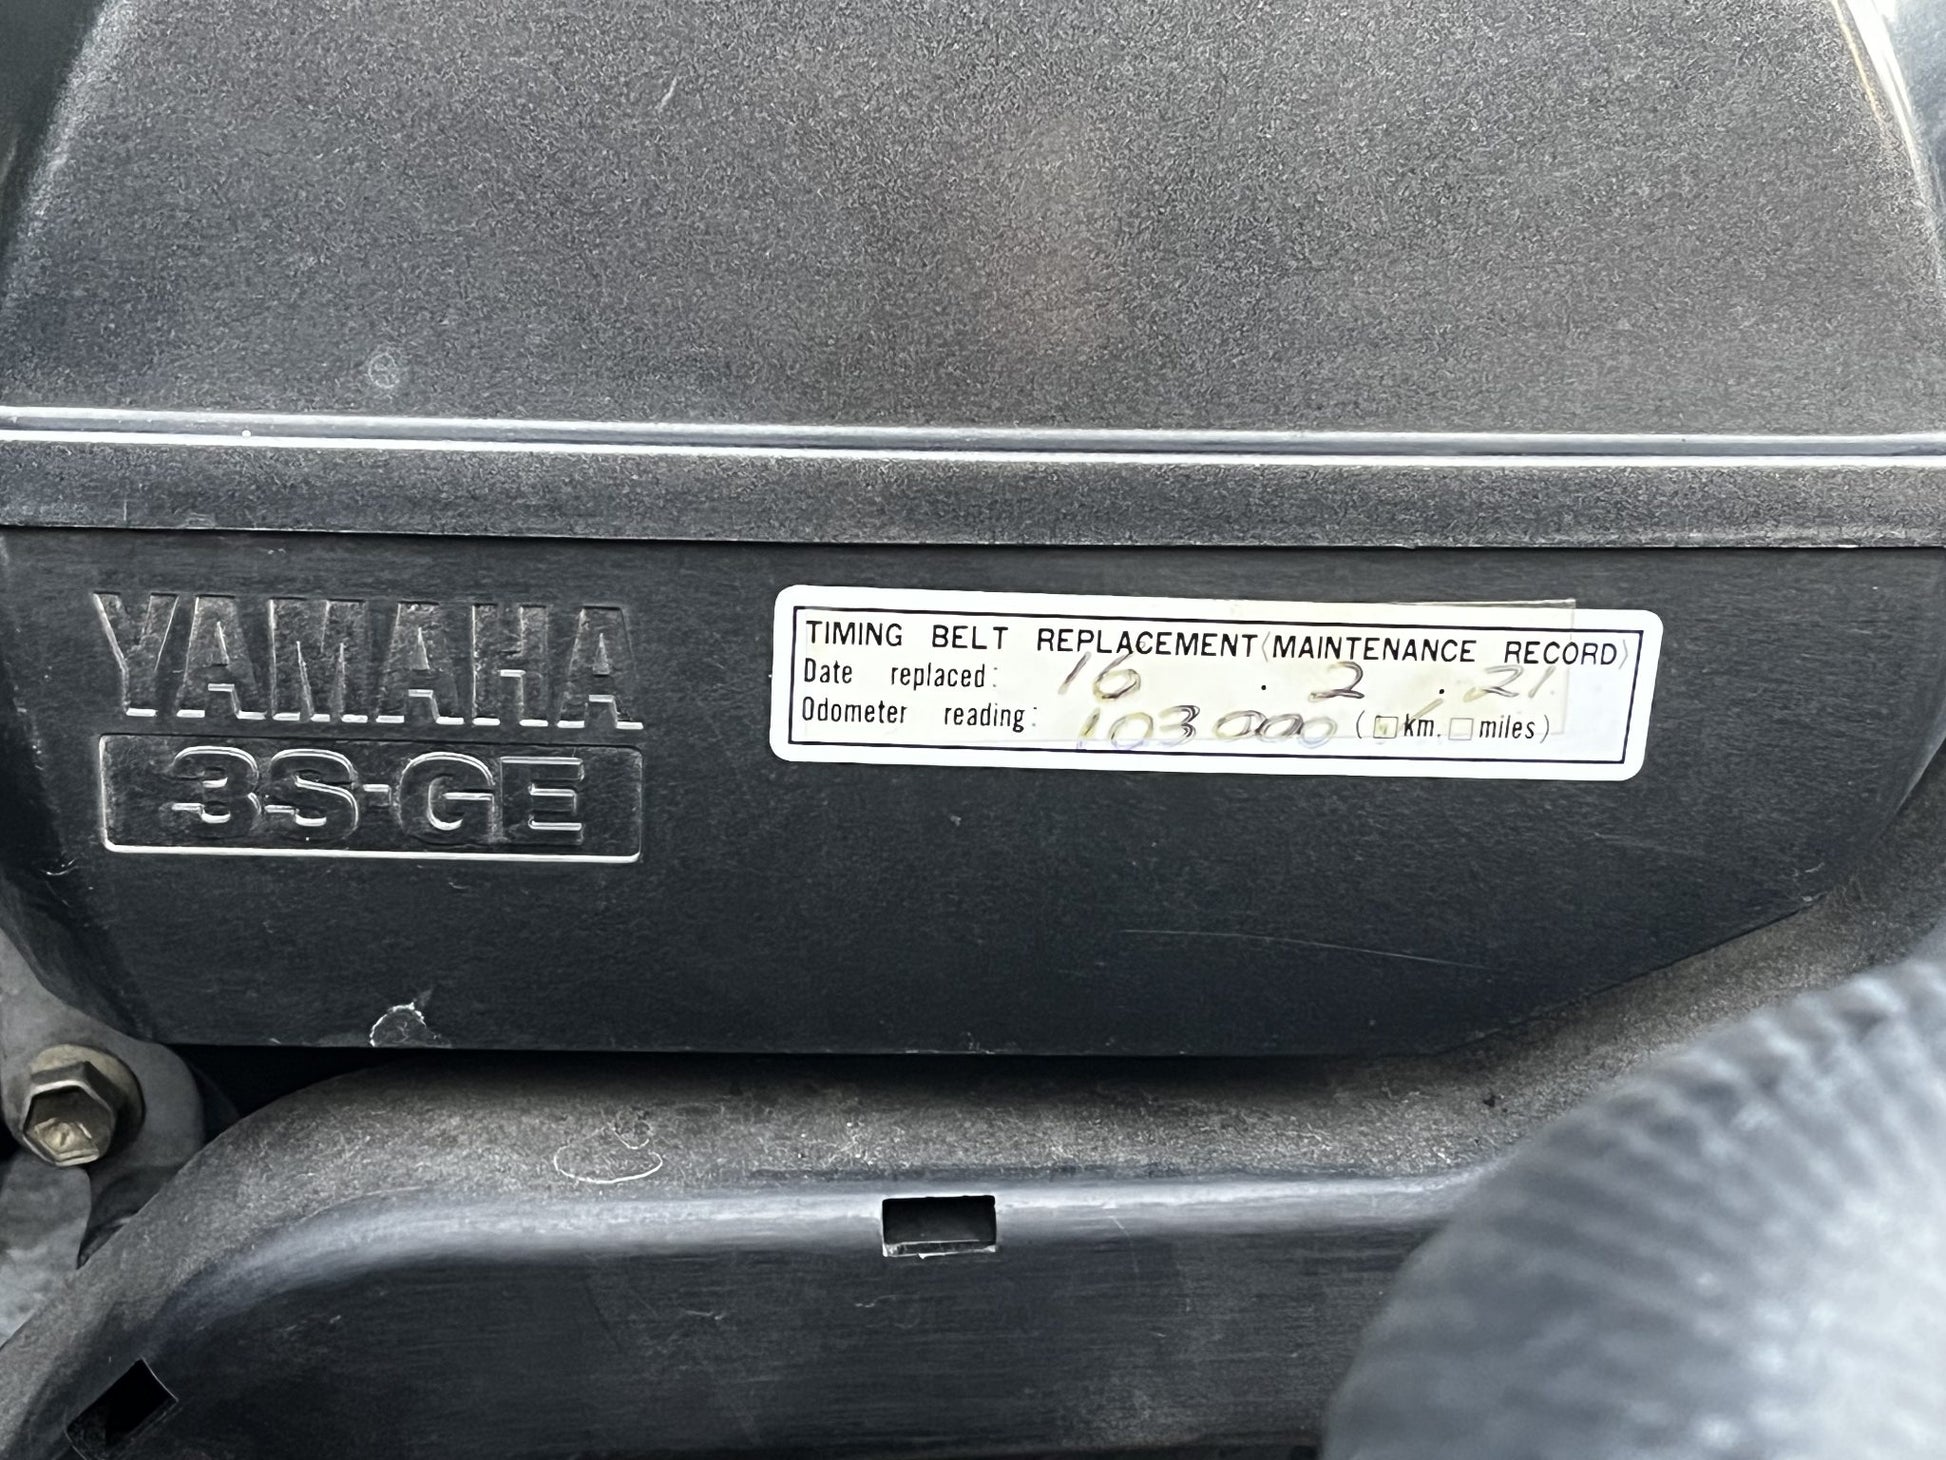 YAMAHA
3S-GE
TIMING BELT REPLACEMENT (MAINTENANCE RECORD)
Date replaced: 16 . 2 . 21
Odometer reading: 103000 (☐km. ☐miles)